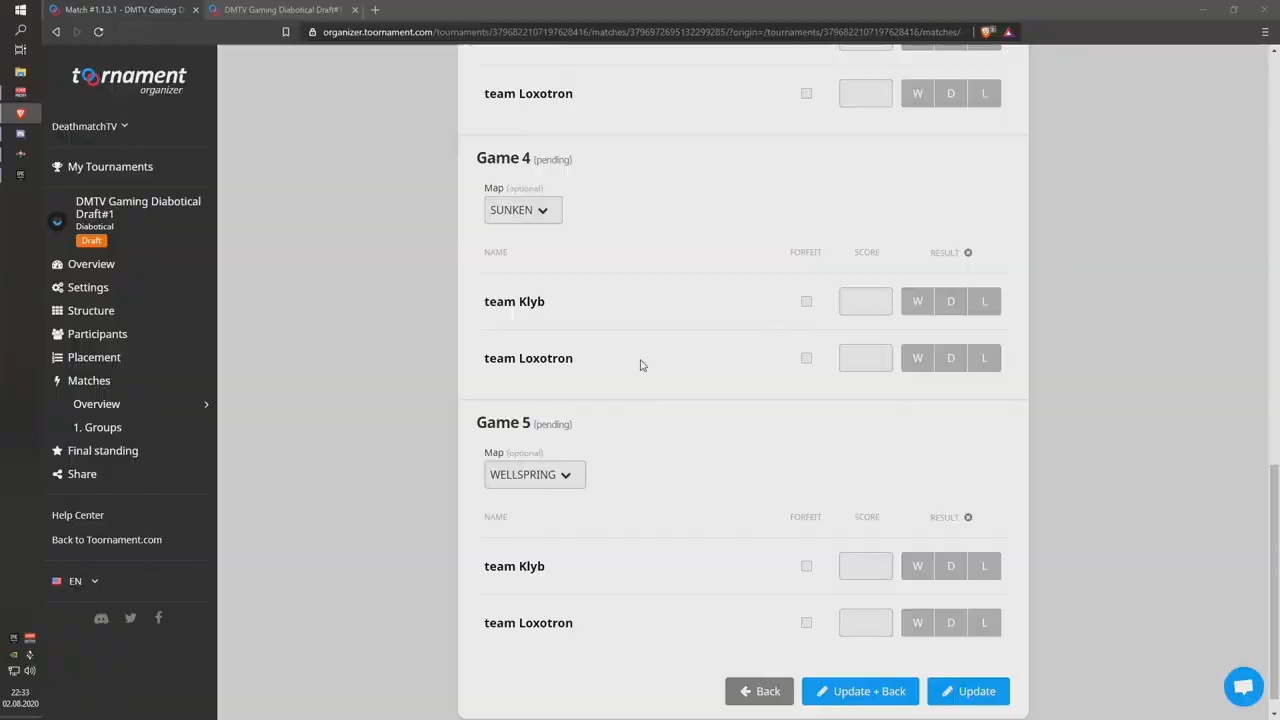 Match #1.1.3.1 - DMTV Gaming D
DMTV Gaming Diabotical Draft#1
organizer.toornament.com/tournaments/3796822107197628416/matches/3796972695132299285/?origin=/tournaments/3796822107197628416/matches/
toornament
organizer
DeathmatchTV
My Tournaments
DMTV Gaming Diabotical
Draft#1
Diabotical
Draft
Overview
Settings
Structure
Participants
Placement
Matches
Overview
1. Groups
Final standing
Share
Help Center
Back to Toornament.com
EN
team Loxotron
W D L
Game 4 (pending)
Map (optional)
SUNKEN
NAME FORFEIT SCORE RESULT
team Klyb
W D L
team Loxotron
W D L
Game 5 (pending)
Map (optional)
WELLSPRING
NAME FORFEIT SCORE RESULT
team Klyb
W D L
team Loxotron
W D L
Back
Update + Back
Update
22:33
02.08.2020